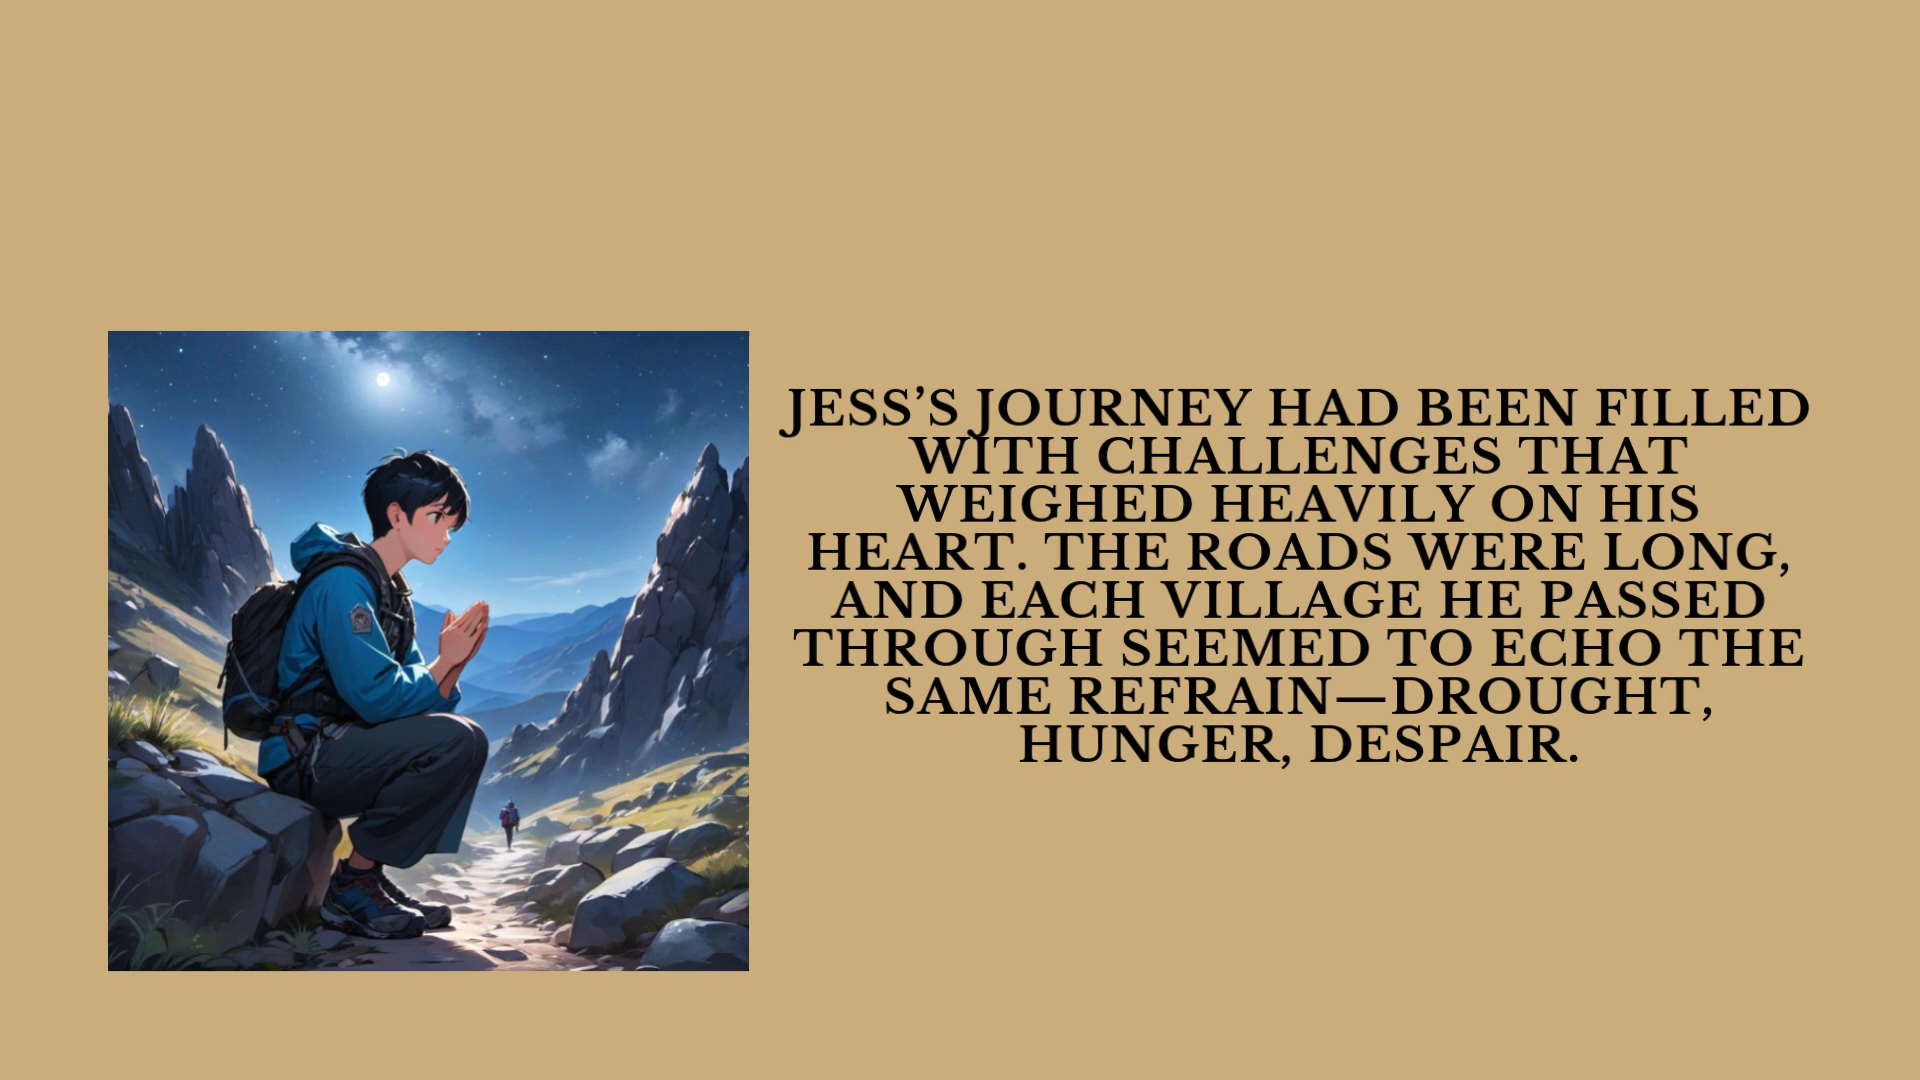 JESS’S JOURNEY HAD BEEN FILLED
WITH CHALLENGES THAT
WEIGHED HEAVILY ON HIS
HEART. THE ROADS WERE LONG,
AND EACH VILLAGE HE PASSED
THROUGH SEEMED TO ECHO THE
SAME REFRAIN—DROUGHT,
HUNGER, DESPAIR.